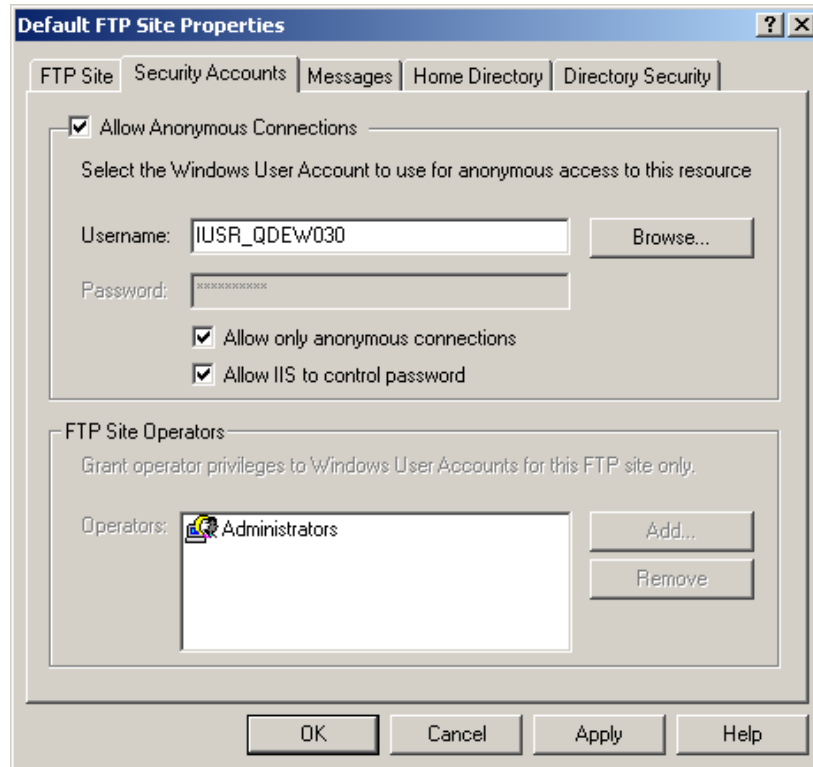 Default FTP Site Properties
FTP Site Security Accounts Messages Home Directory Directory Security
Allow Anonymous Connections
Select the Windows User Account to use for anonymous access to this resource
Username: IUSR_QDEW030 Browse...
Password: **********
Allow only anonymous connections
Allow IIS to control password
FTP Site Operators
Grant operator privileges to Windows User Accounts for this FTP site only.
Operators: Administrators Add...
Remove
OK Cancel Apply Help